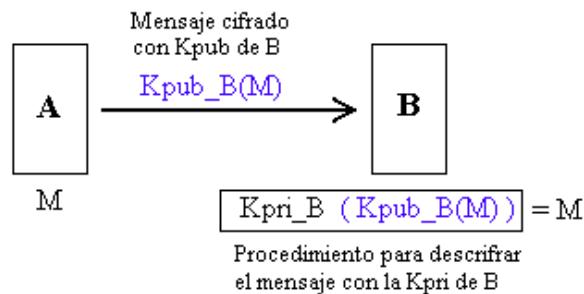 Mensaje cifrado
con Kpub de B
Kpub_B(M)
A
B
M
Kpri_B ( Kpub_B(M) ) = M
Procedimiento para descrifrar
el mensaje con la Kpri de B